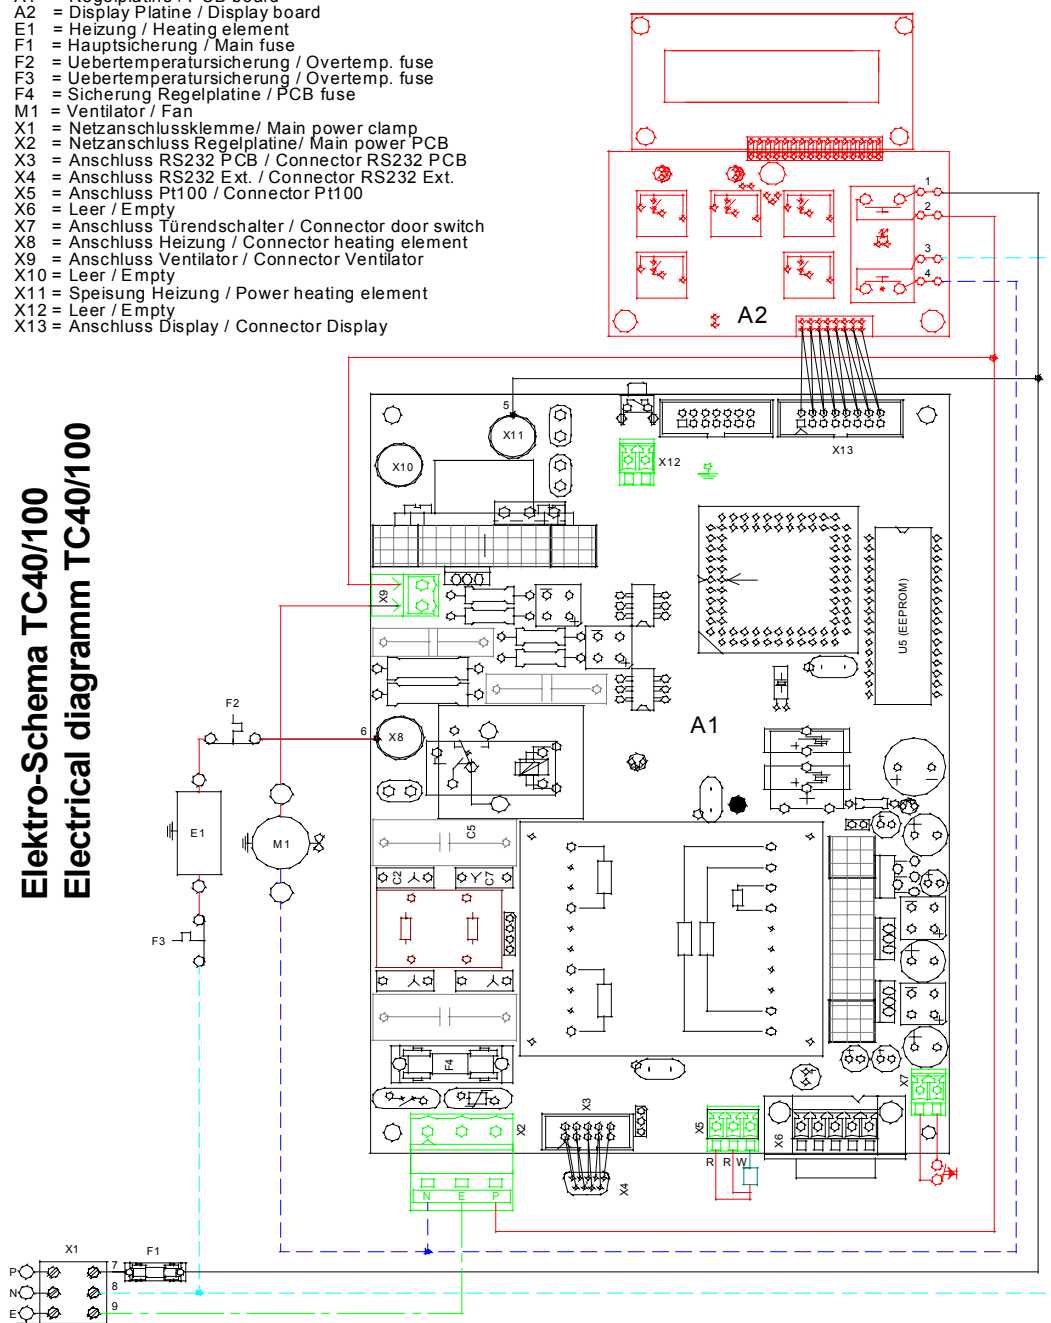 A1 = Regelplatine / PCB board
A2 = Display Platine / Display board
E1 = Heizung / Heating element
F1 = Hauptsicherung / Main fuse
F2 = Uebertemperatursicherung / Overtemp. fuse
F3 = Uebertemperatursicherung / Overtemp. fuse
F4 = Sicherung Regelplatine / PCB fuse
M1 = Ventilator / Fan
X1 = Netzanschlussklemme/ Main power clamp
X2 = Netzanschluss Regelplatine/ Main power PCB
X3 = Anschluss RS232 PCB / Connector RS232 PCB
X4 = Anschluss RS232 Ext. / Connector RS232 Ext.
X5 = Anschluss Pt100 / Connector Pt100
X6 = Leer / Empty
X7 = Anschluss Türendschalter / Connector door switch
X8 = Anschluss Heizung / Connector heating element
X9 = Anschluss Ventilator / Connector Ventilator
X10 = Leer / Empty
X11 = Speisung Heizung / Power heating element
X12 = Leer / Empty
X13 = Anschluss Display / Connector Display
1
2
3
4
A2
5
X11
X10
X12
X13
Elektro-Schema TC40/100
Electrical diagramm TC40/100
X9
U5 (EEPROM)
A1
F2
6
X8
E1
M1
C5
C2
C7
F3
F4
X7
X2
X3
X5
X6
R R W
X4
N E P
X1
F1
P
7
N
8
E
9